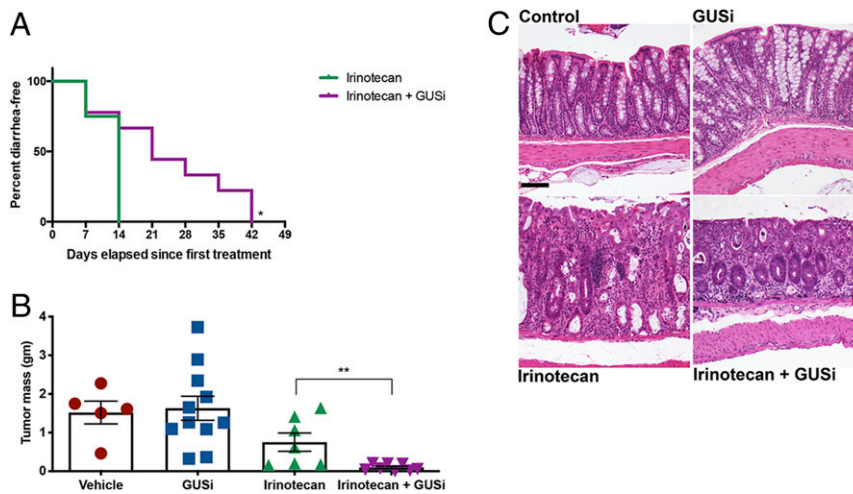 A
Irinotecan
Irinotecan + GUSi
100
50
0
Percent diarrhea-free
0 7 14 21 28 35 42 49
*
Days elapsed since first treatment
B
4
3
2
1
0
Tumor mass (gm)
**
Vehicle GUSi Irinotecan Irinotecan + GUSi
C
Control GUSi
Irinotecan Irinotecan + GUSi